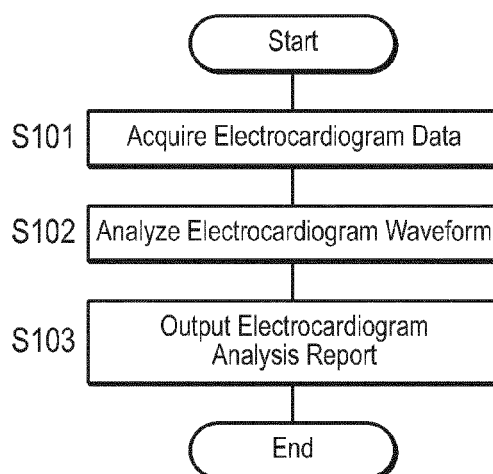 Start
S101
Acquire Electrocardiogram Data
S102
Analyze Electrocardiogram Waveform
S103
Output Electrocardiogram
Analysis Report
End